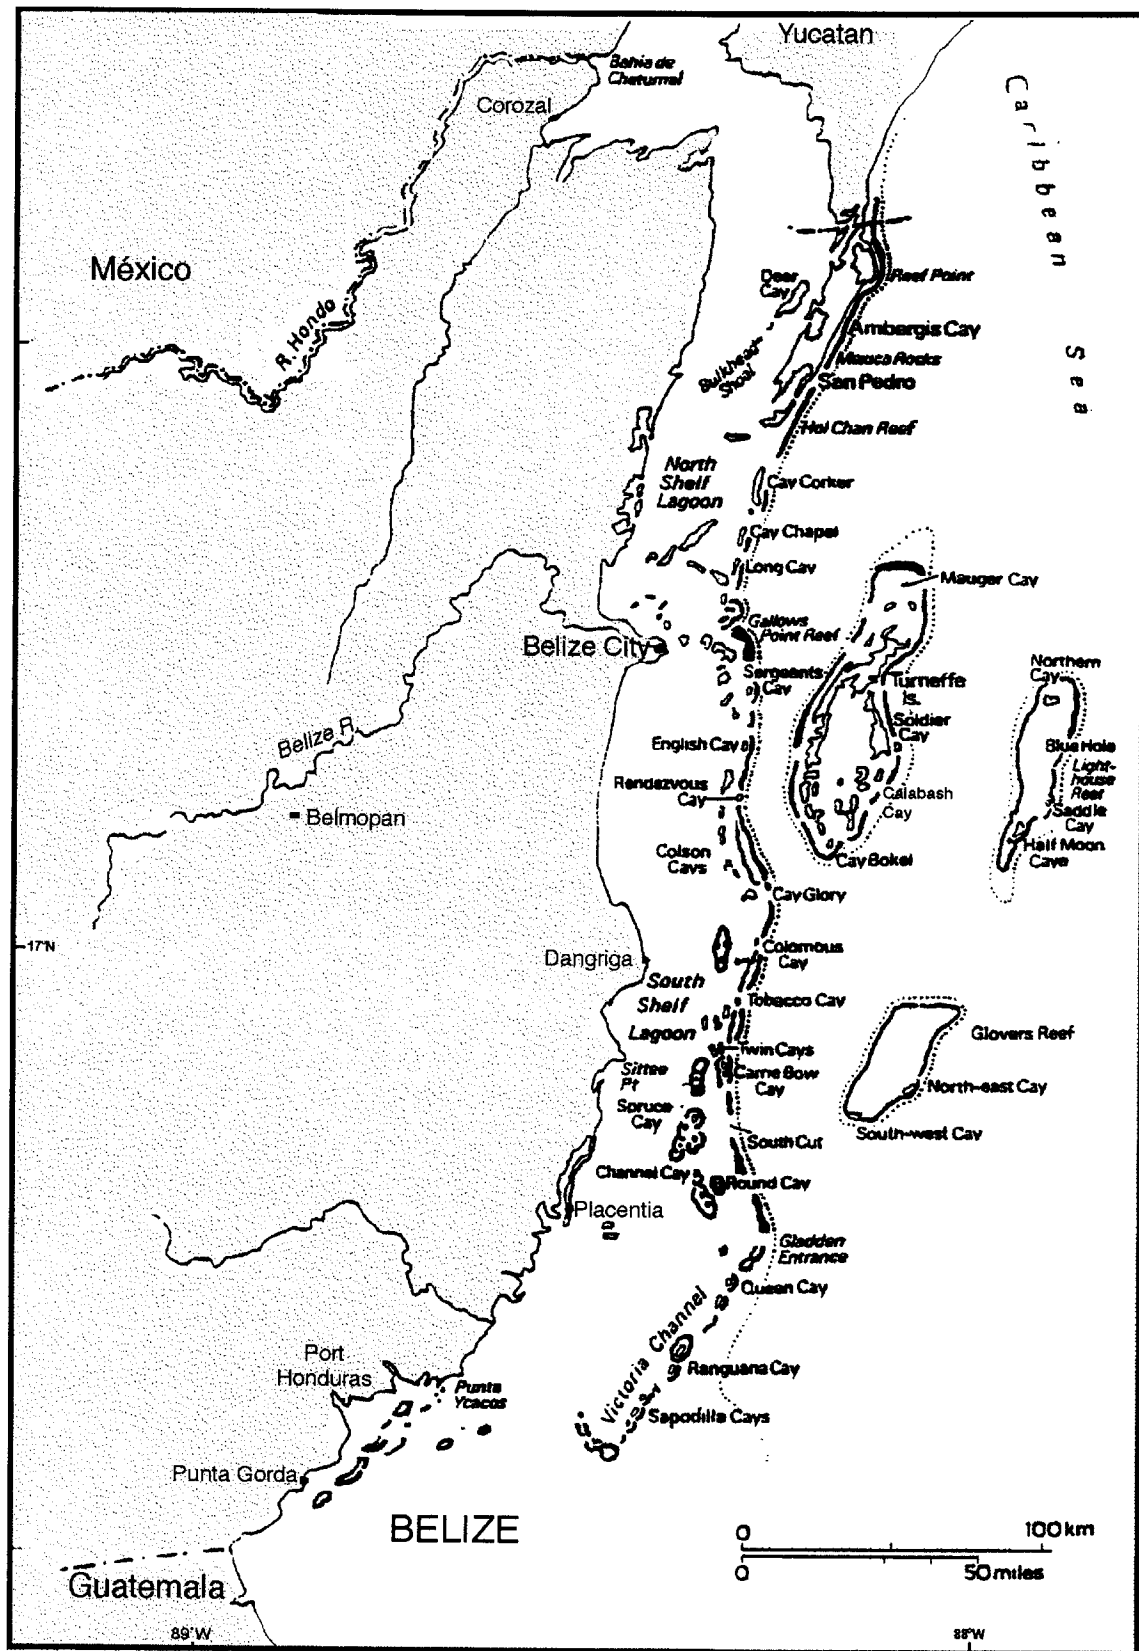 Yucatan
Bahia de
Chetumal
Corozal
Caribbean Sea
México
R. Hondo
Deer
Cay
Reef Point
Ambergis Cay
Bulkhead
Shoal
Mauca Rocks
San Pedro
Hol Chan Reef
North
Shelf
Lagoon
Cay Corker
Cay Chapel
Long Cay
Mauger Cay
Gallows
Point Reef
Belize City
Sergeants
Cay
Turneffe
Is.
Northern
Cay
Soldier
Cay
Belize R.
English Cay
Blue Hole
Light-
house
Reef
Rendezvous
Cay
Calabash
Cay
Belmopan
Saddle
Cay
Half Moon
Caye
Colson
Cays
Cay Bokel
Cay Glory
17°N
Dangriga
Colombus
Cay
South
Shelf
Lagoon
Tobacco Cay
Glovers Reef
Twin Cays
Sittee
Pt
Carrie Bow
Cay
North-east Cay
Spruce
Cay
South-west Cay
South Cut
Channel Cay
Round Cay
Placentia
Gladden
Entrance
Queen Cay
Victoria Channel
Port
Honduras
Ranguana Cay
Punta
Ycacos
Sapodilla Cays
Punta Gorda
BELIZE
0 100 km
0 50 miles
Guatemala
89°W
88°W